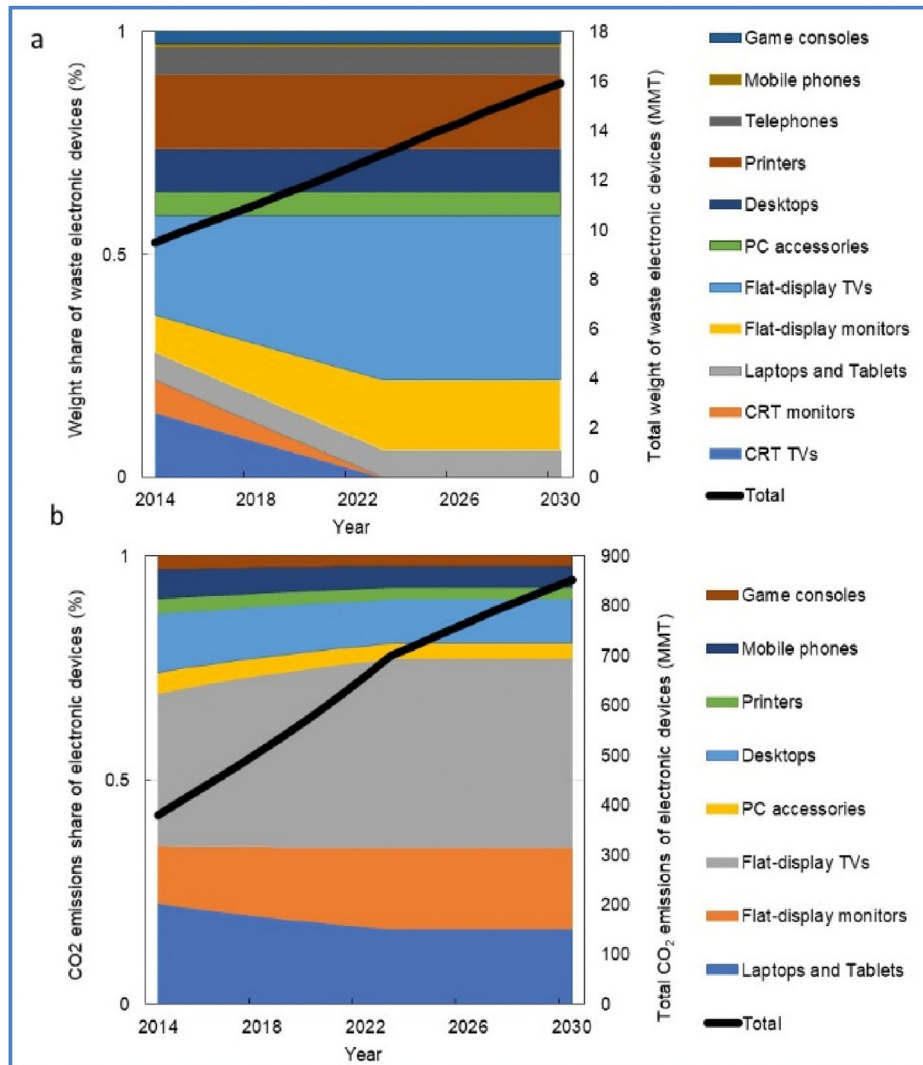 a
Weight share of waste electronic devices (%)
1
0.5
0
18
16
14
12
10
8
6
4
2
0
Total weight of waste electronic devices (MMT)
2014 2018 2022 2026 2030
Year
Game consoles
Mobile phones
Telephones
Printers
Desktops
PC accessories
Flat-display TVs
Flat-display monitors
Laptops and Tablets
CRT monitors
CRT TVs
Total
b
CO2 emissions share of electronic devices (%)
1
0.5
0
900
800
700
600
500
400
300
200
100
0
Total CO₂ emissions of electronic devices (MMT)
2014 2018 2022 2026 2030
Year
Game consoles
Mobile phones
Printers
Desktops
PC accessories
Flat-display TVs
Flat-display monitors
Laptops and Tablets
Total